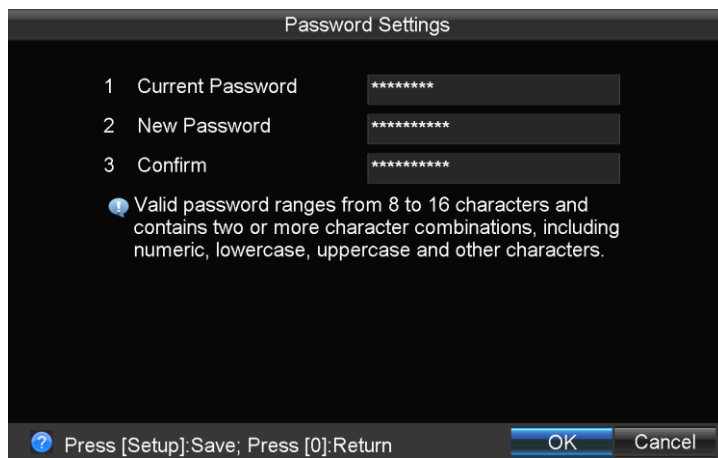 Password Settings
1 Current Password ********
2 New Password **********
3 Confirm **********
Valid password ranges from 8 to 16 characters and
contains two or more character combinations, including
numeric, lowercase, uppercase and other characters.
Press [Setup]:Save; Press [0]:Return OK Cancel